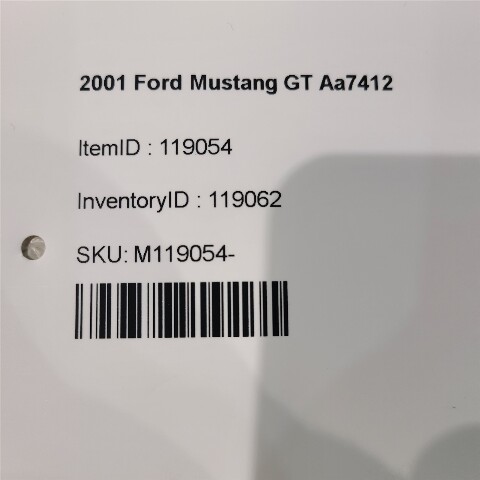 2001 Ford Mustang GT Aa7412
ItemID : 119054
InventoryID : 119062
SKU: M119054-